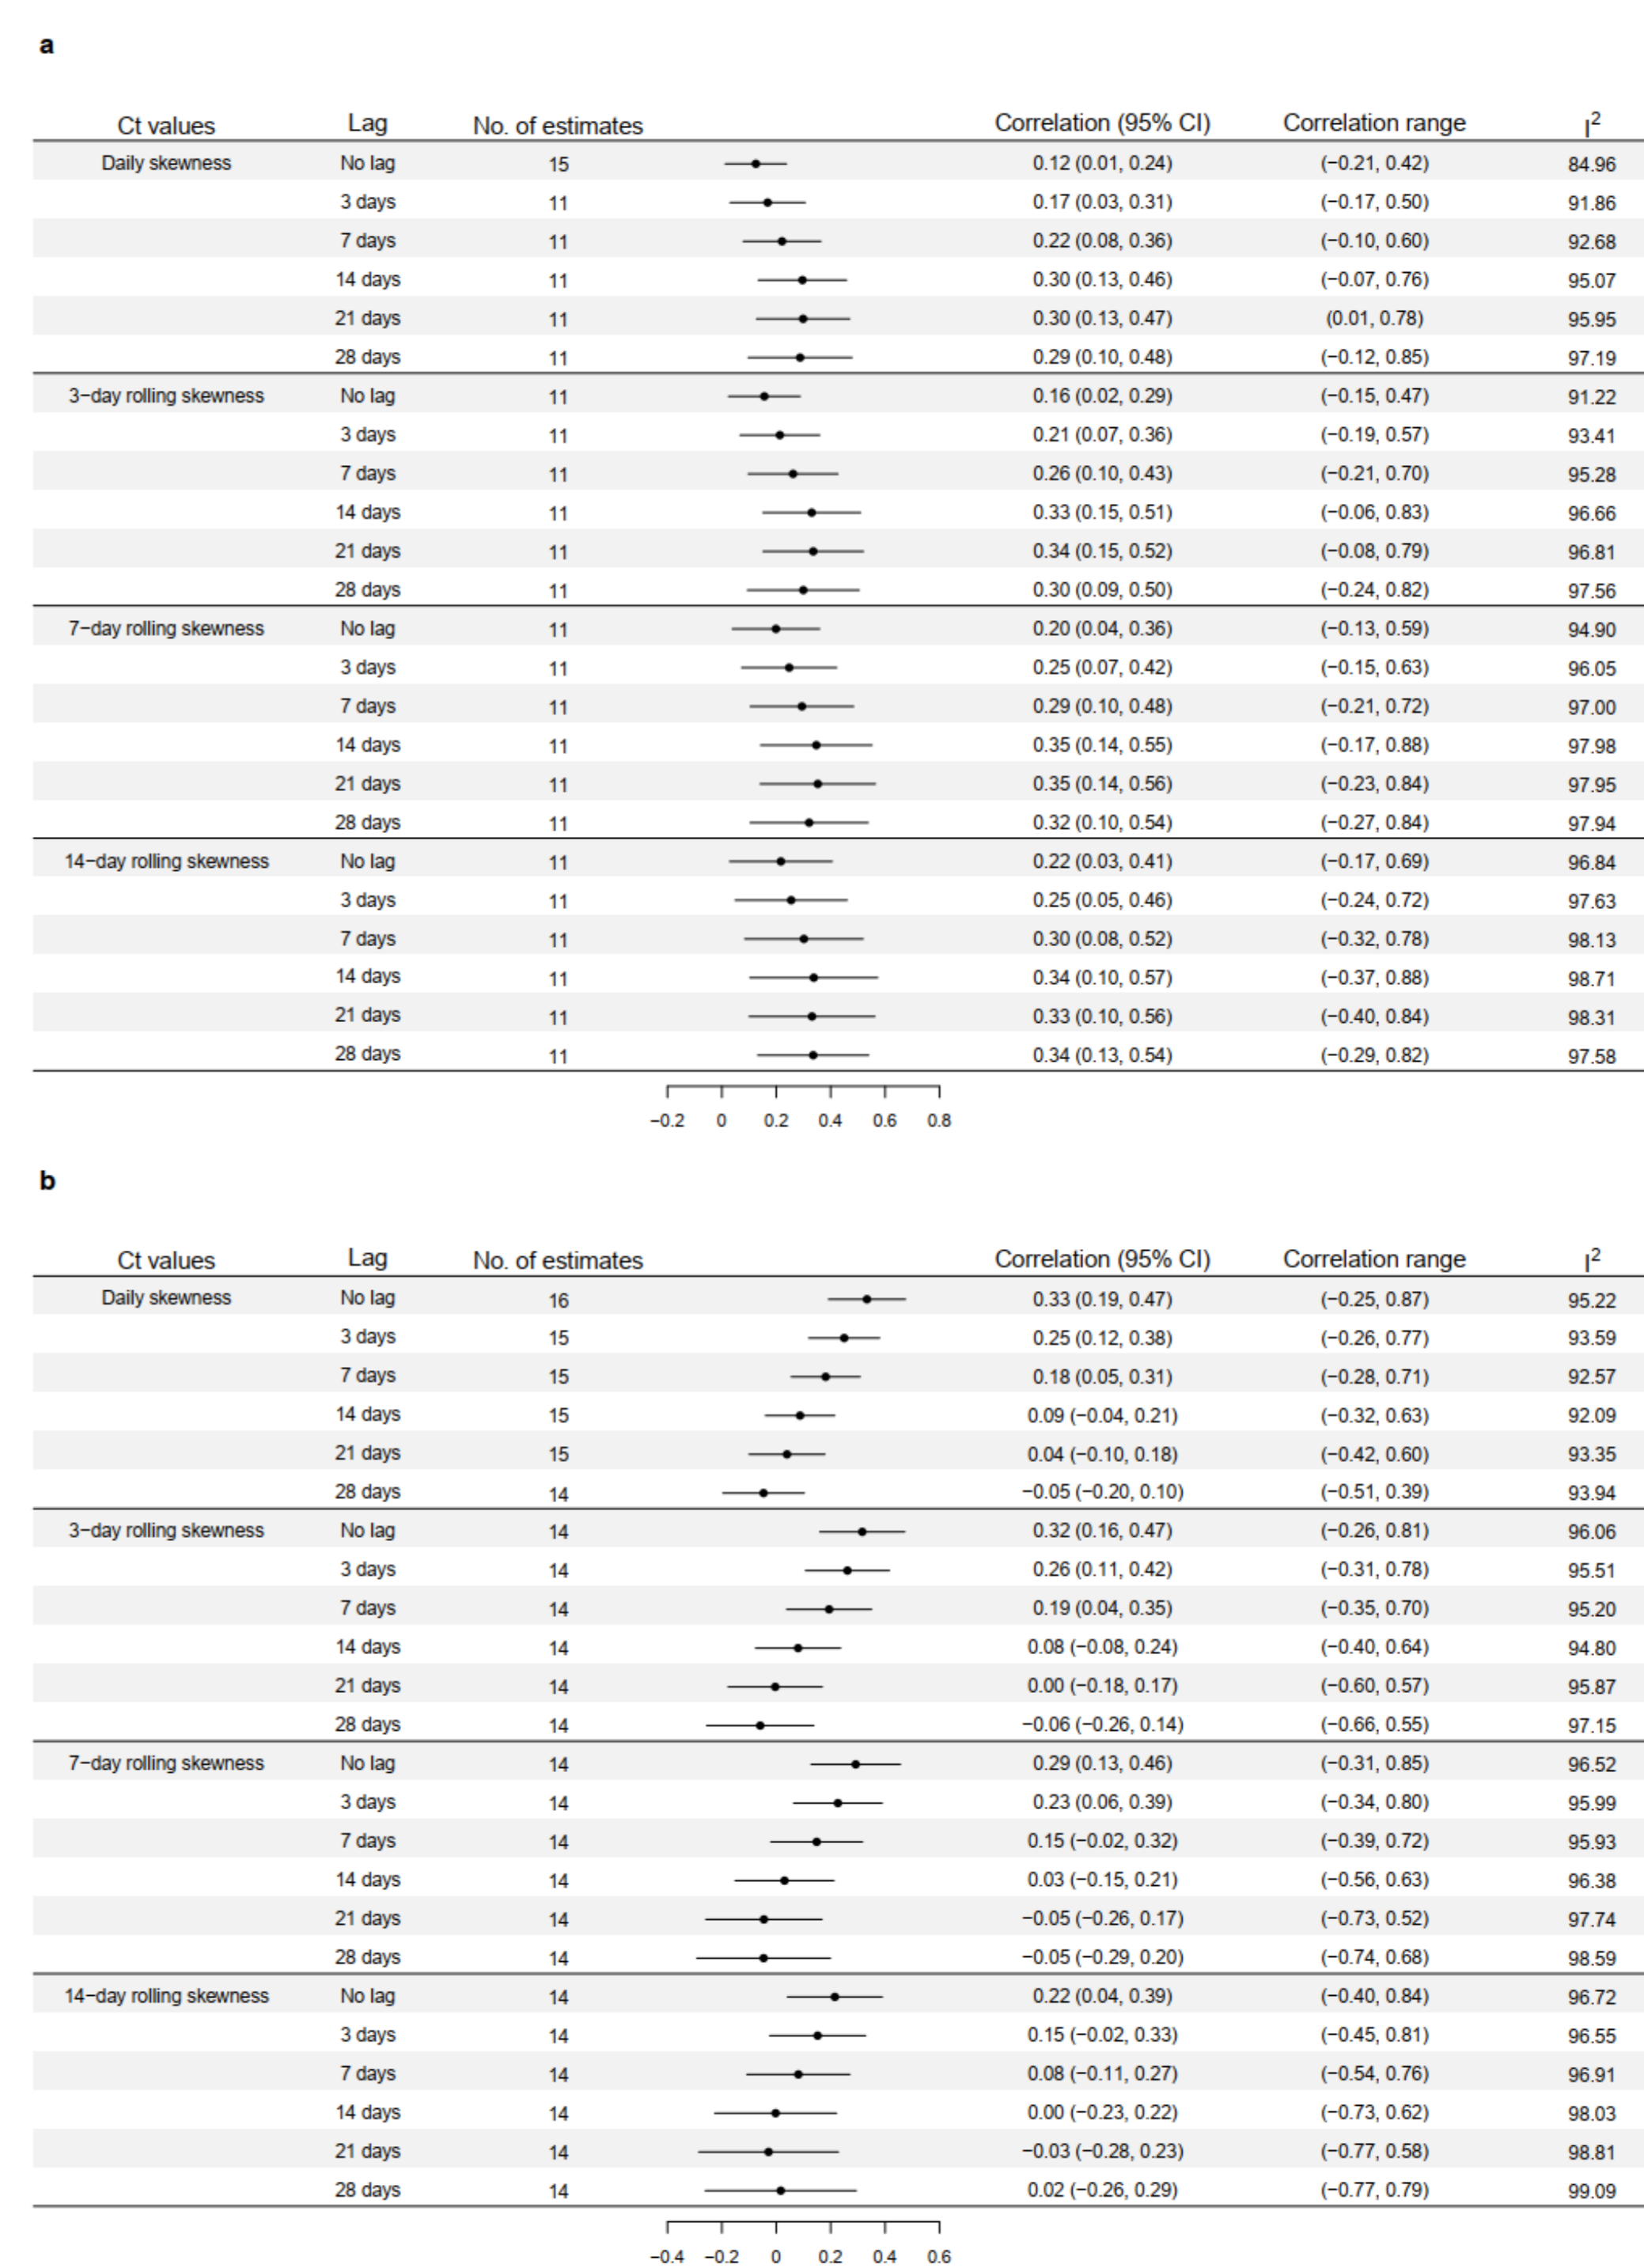 a
Ct values Lag No. of estimates Correlation (95% CI) Correlation range I2
Daily skewness No lag 15 0.12 (0.01, 0.24) (−0.21, 0.42) 84.96
3 days 11 0.17 (0.03, 0.31) (−0.17, 0.50) 91.86
7 days 11 0.22 (0.08, 0.36) (−0.10, 0.60) 92.68
14 days 11 0.30 (0.13, 0.46) (−0.07, 0.76) 95.07
21 days 11 0.30 (0.13, 0.47) (0.01, 0.78) 95.95
28 days 11 0.29 (0.10, 0.48) (−0.12, 0.85) 97.19
3−day rolling skewness No lag 11 0.16 (0.02, 0.29) (−0.15, 0.47) 91.22
3 days 11 0.21 (0.07, 0.36) (−0.19, 0.57) 93.41
7 days 11 0.26 (0.10, 0.43) (−0.21, 0.70) 95.28
14 days 11 0.33 (0.15, 0.51) (−0.06, 0.83) 96.66
21 days 11 0.34 (0.15, 0.52) (−0.08, 0.79) 96.81
28 days 11 0.30 (0.09, 0.50) (−0.24, 0.82) 97.56
7−day rolling skewness No lag 11 0.20 (0.04, 0.36) (−0.13, 0.59) 94.90
3 days 11 0.25 (0.07, 0.42) (−0.15, 0.63) 96.05
7 days 11 0.29 (0.10, 0.48) (−0.21, 0.72) 97.00
14 days 11 0.35 (0.14, 0.55) (−0.17, 0.88) 97.98
21 days 11 0.35 (0.14, 0.56) (−0.23, 0.84) 97.95
28 days 11 0.32 (0.10, 0.54) (−0.27, 0.84) 97.94
14−day rolling skewness No lag 11 0.22 (0.03, 0.41) (−0.17, 0.69) 96.84
3 days 11 0.25 (0.05, 0.46) (−0.24, 0.72) 97.63
7 days 11 0.30 (0.08, 0.52) (−0.32, 0.78) 98.13
14 days 11 0.34 (0.10, 0.57) (−0.37, 0.88) 98.71
21 days 11 0.33 (0.10, 0.56) (−0.40, 0.84) 98.31
28 days 11 0.34 (0.13, 0.54) (−0.29, 0.82) 97.58
−0.2 0 0.2 0.4 0.6 0.8
b
Ct values Lag No. of estimates Correlation (95% CI) Correlation range I2
Daily skewness No lag 16 0.33 (0.19, 0.47) (−0.25, 0.87) 95.22
3 days 15 0.25 (0.12, 0.38) (−0.26, 0.77) 93.59
7 days 15 0.18 (0.05, 0.31) (−0.28, 0.71) 92.57
14 days 15 0.09 (−0.04, 0.21) (−0.32, 0.63) 92.09
21 days 15 0.04 (−0.10, 0.18) (−0.42, 0.60) 93.35
28 days 14 −0.05 (−0.20, 0.10) (−0.51, 0.39) 93.94
3−day rolling skewness No lag 14 0.32 (0.16, 0.47) (−0.26, 0.81) 96.06
3 days 14 0.26 (0.11, 0.42) (−0.31, 0.78) 95.51
7 days 14 0.19 (0.04, 0.35) (−0.35, 0.70) 95.20
14 days 14 0.08 (−0.08, 0.24) (−0.40, 0.64) 94.80
21 days 14 0.00 (−0.18, 0.17) (−0.60, 0.57) 95.87
28 days 14 −0.06 (−0.26, 0.14) (−0.66, 0.55) 97.15
7−day rolling skewness No lag 14 0.29 (0.13, 0.46) (−0.31, 0.85) 96.52
3 days 14 0.23 (0.06, 0.39) (−0.34, 0.80) 95.99
7 days 14 0.15 (−0.02, 0.32) (−0.39, 0.72) 95.93
14 days 14 0.03 (−0.15, 0.21) (−0.56, 0.63) 96.38
21 days 14 −0.05 (−0.26, 0.17) (−0.73, 0.52) 97.74
28 days 14 −0.05 (−0.29, 0.20) (−0.74, 0.68) 98.59
14−day rolling skewness No lag 14 0.22 (0.04, 0.39) (−0.40, 0.84) 96.72
3 days 14 0.15 (−0.02, 0.33) (−0.45, 0.81) 96.55
7 days 14 0.08 (−0.11, 0.27) (−0.54, 0.76) 96.91
14 days 14 0.00 (−0.23, 0.22) (−0.73, 0.62) 98.03
21 days 14 −0.03 (−0.28, 0.23) (−0.77, 0.58) 98.81
28 days 14 0.02 (−0.26, 0.29) (−0.77, 0.79) 99.09
−0.4 −0.2 0 0.2 0.4 0.6